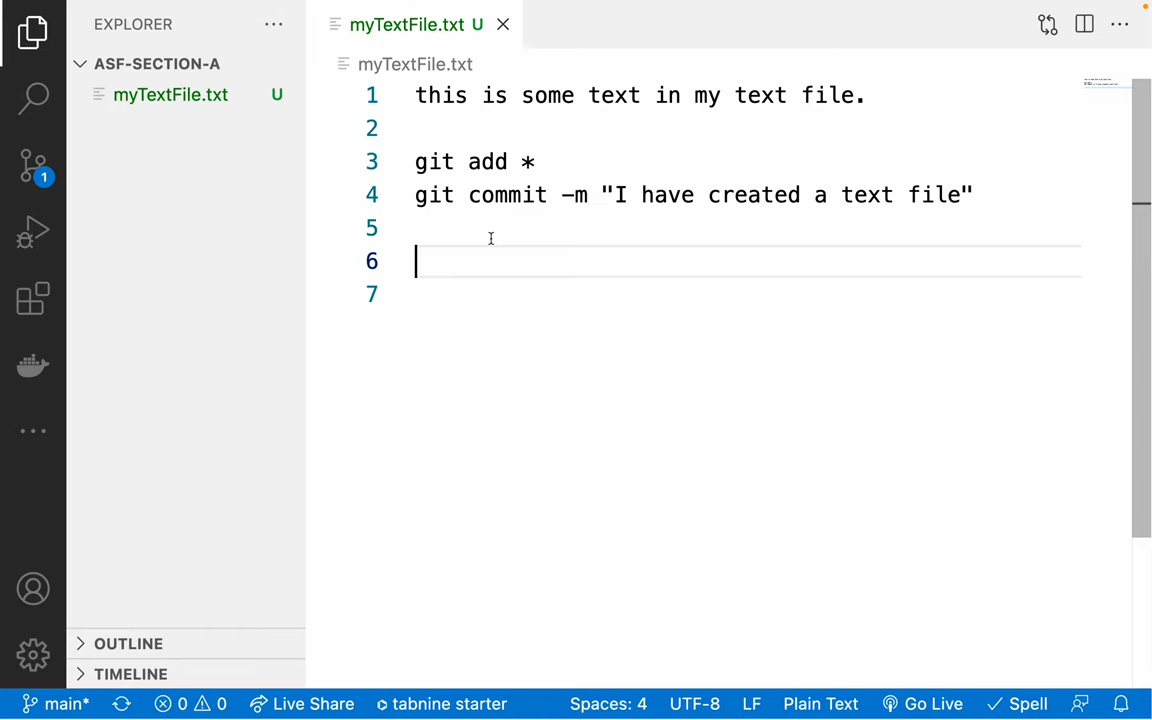 EXPLORER
myTextFile.txt U
ASF-SECTION-A
myTextFile.txt U
1
myTextFile.txt
1 this is some text in my text file.
2
3 git add *
4 git commit -m "I have created a text file"
5
6
7
OUTLINE
TIMELINE
main* 0 0 Live Share tabnine starter Spaces: 4 UTF-8 LF Plain Text Go Live Spell